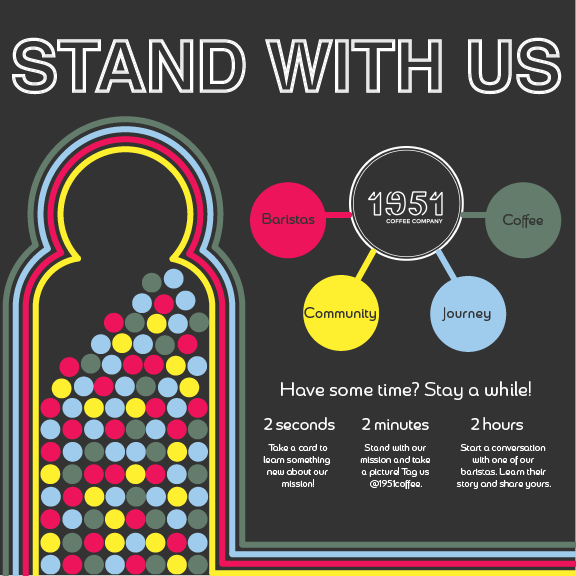 STAND WITH US
1951
COFFEE COMPANY
Baristas
Coffee
Community
Journey
Have some time? Stay a while!
2 seconds
Take a card to
learn something
new about our
mission!
2 minutes
Stand with our
mission and take
a picture! Tag us
@1951coffee.
2 hours
Start a conversation
with one of our
baristas. Learn their
story and share yours.